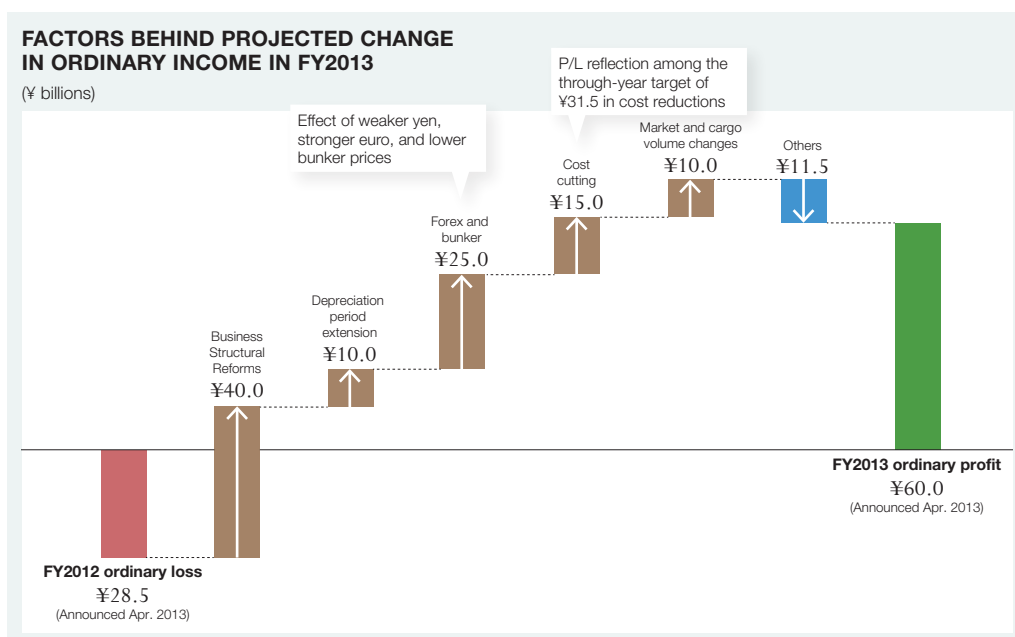 FACTORS BEHIND PROJECTED CHANGE
IN ORDINARY INCOME IN FY2013
(¥ billions)
Effect of weaker yen,
stronger euro, and lower
bunker prices
P/L reflection among the
through-year target of
¥31.5 in cost reductions
FY2012 ordinary loss
¥28.5
(Announced Apr. 2013)
Business
Structural
Reforms
¥40.0
Depreciation
period
extension
¥10.0
Forex and
bunker
¥25.0
Cost
cutting
¥15.0
Market and cargo
volume changes
¥10.0
Others
¥11.5
FY2013 ordinary profit
¥60.0
(Announced Apr. 2013)